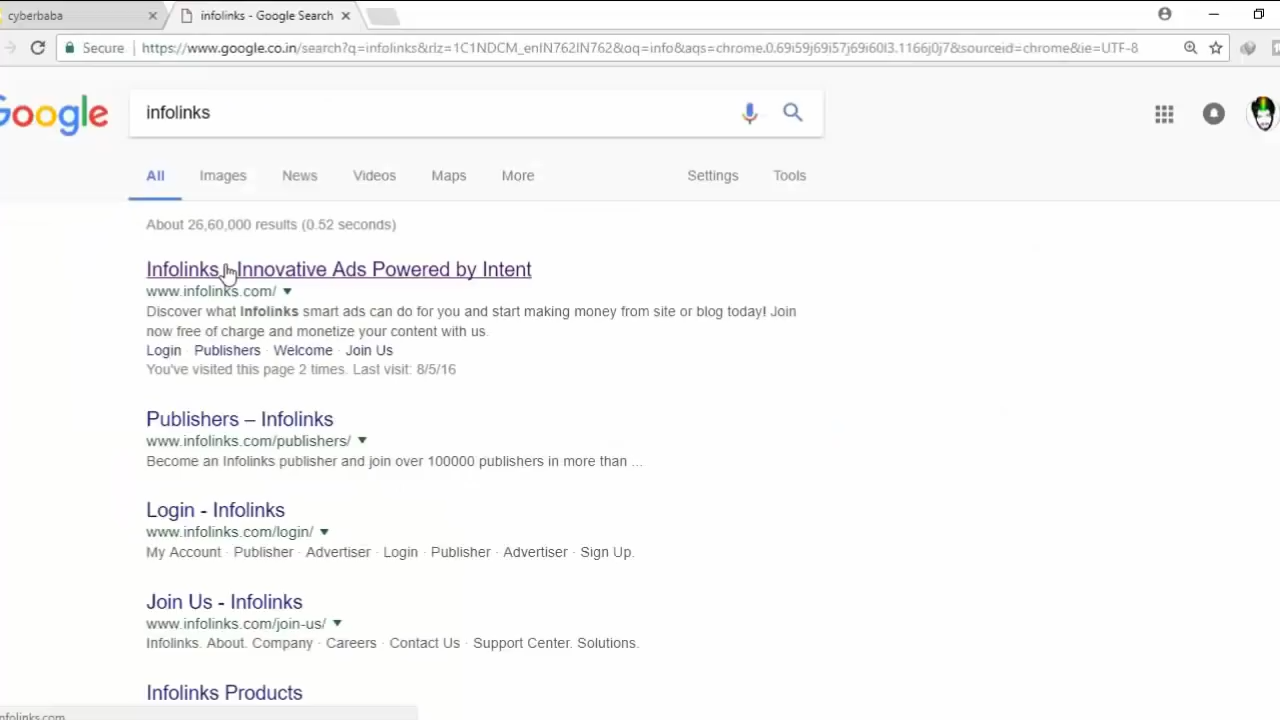 cyberbaba
infolinks - Google Search
Secure https://www.google.co.in/search?q=infolinks&rlz=1C1NDCM_enIN762IN762&oq=info&aqs=chrome.0.69i59j69i57j69i60l3.1166j0j7&sourceid=chrome&ie=UTF-8
Google
infolinks
All Images News Videos Maps More Settings Tools
About 26,60,000 results (0.52 seconds)
Infolinks Innovative Ads Powered by Intent
www.infolinks.com/
Discover what Infolinks smart ads can do for you and start making money from site or blog today! Join
now free of charge and monetize your content with us.
Login · Publishers · Welcome · Join Us
You've visited this page 2 times. Last visit: 8/5/16
Publishers – Infolinks
www.infolinks.com/publishers/
Become an Infolinks publisher and join over 100000 publishers in more than ...
Login - Infolinks
www.infolinks.com/login/
My Account · Publisher · Advertiser · Login · Publisher · Advertiser · Sign Up.
Join Us - Infolinks
www.infolinks.com/join-us/
Infolinks. About. Company · Careers · Contact Us · Support Center. Solutions.
Infolinks Products